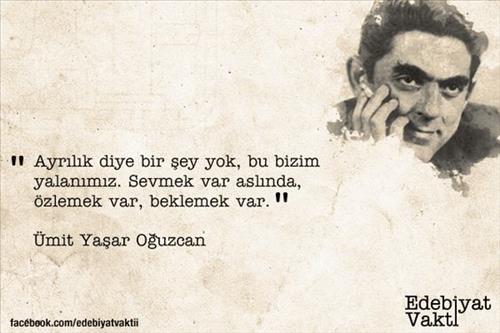 " Ayrılık diye bir şey yok, bu bizim
yalanımız. Sevmek var aslında,
özlemek var, beklemek var. "
Ümit Yaşar Oğuzcan
Edebiyat
Vakti
facebook.com/edebiyatvaktii